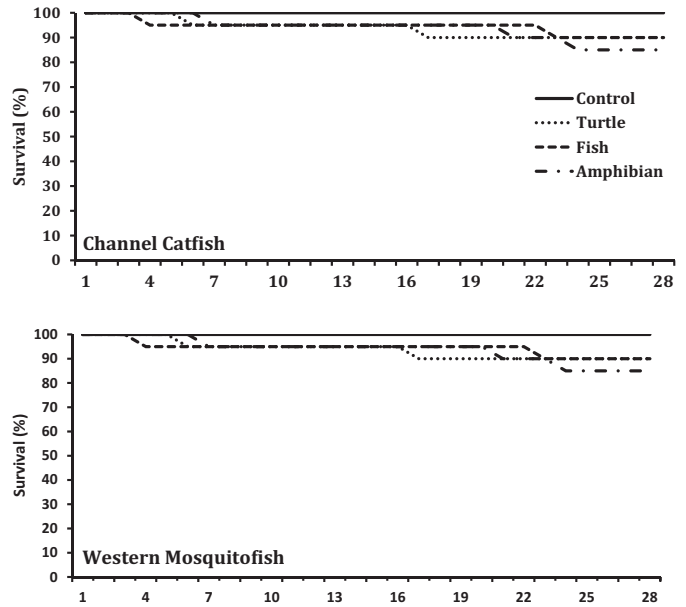 100
90
80
70
60
50
40
30
20
10
0
Survival (%)
Control
Turtle
Fish
Amphibian
Channel Catfish
1 4 7 10 13 16 19 22 25 28
100
90
80
70
60
50
40
30
20
10
0
Survival (%)
Western Mosquitofish
1 4 7 10 13 16 19 22 25 28